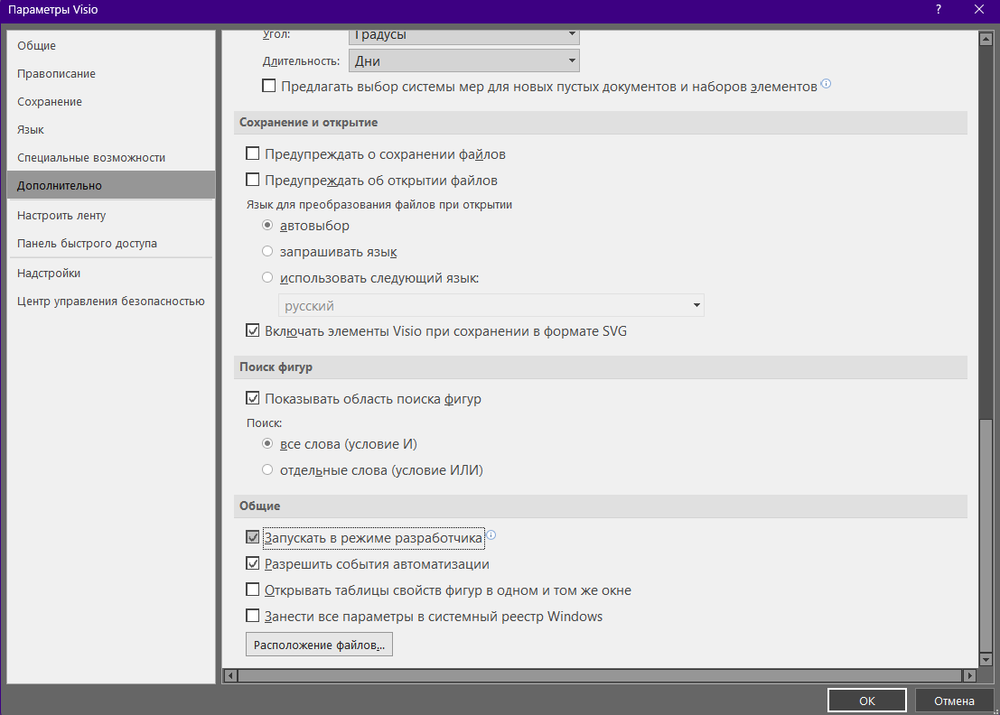 Параметры Visio
?
Общие
Правописание
Сохранение
Язык
Специальные возможности
Дополнительно
Настроить ленту
Панель быстрого доступа
Надстройки
Центр управления безопасностью
Угол: Градусы
Длительность: Дни
Предлагать выбор системы мер для новых пустых документов и наборов элементов
Сохранение и открытие
Предупреждать о сохранении файлов
Предупреждать об открытии файлов
Язык для преобразования файлов при открытии
автовыбор
запрашивать язык
использовать следующий язык:
русский
Включать элементы Visio при сохранении в формате SVG
Поиск фигур
Показывать область поиска фигур
Поиск:
все слова (условие И)
отдельные слова (условие ИЛИ)
Общие
Запускать в режиме разработчика
Разрешить события автоматизации
Открывать таблицы свойств фигур в одном и том же окне
Занести все параметры в системный реестр Windows
Расположение файлов...
ОК
Отмена